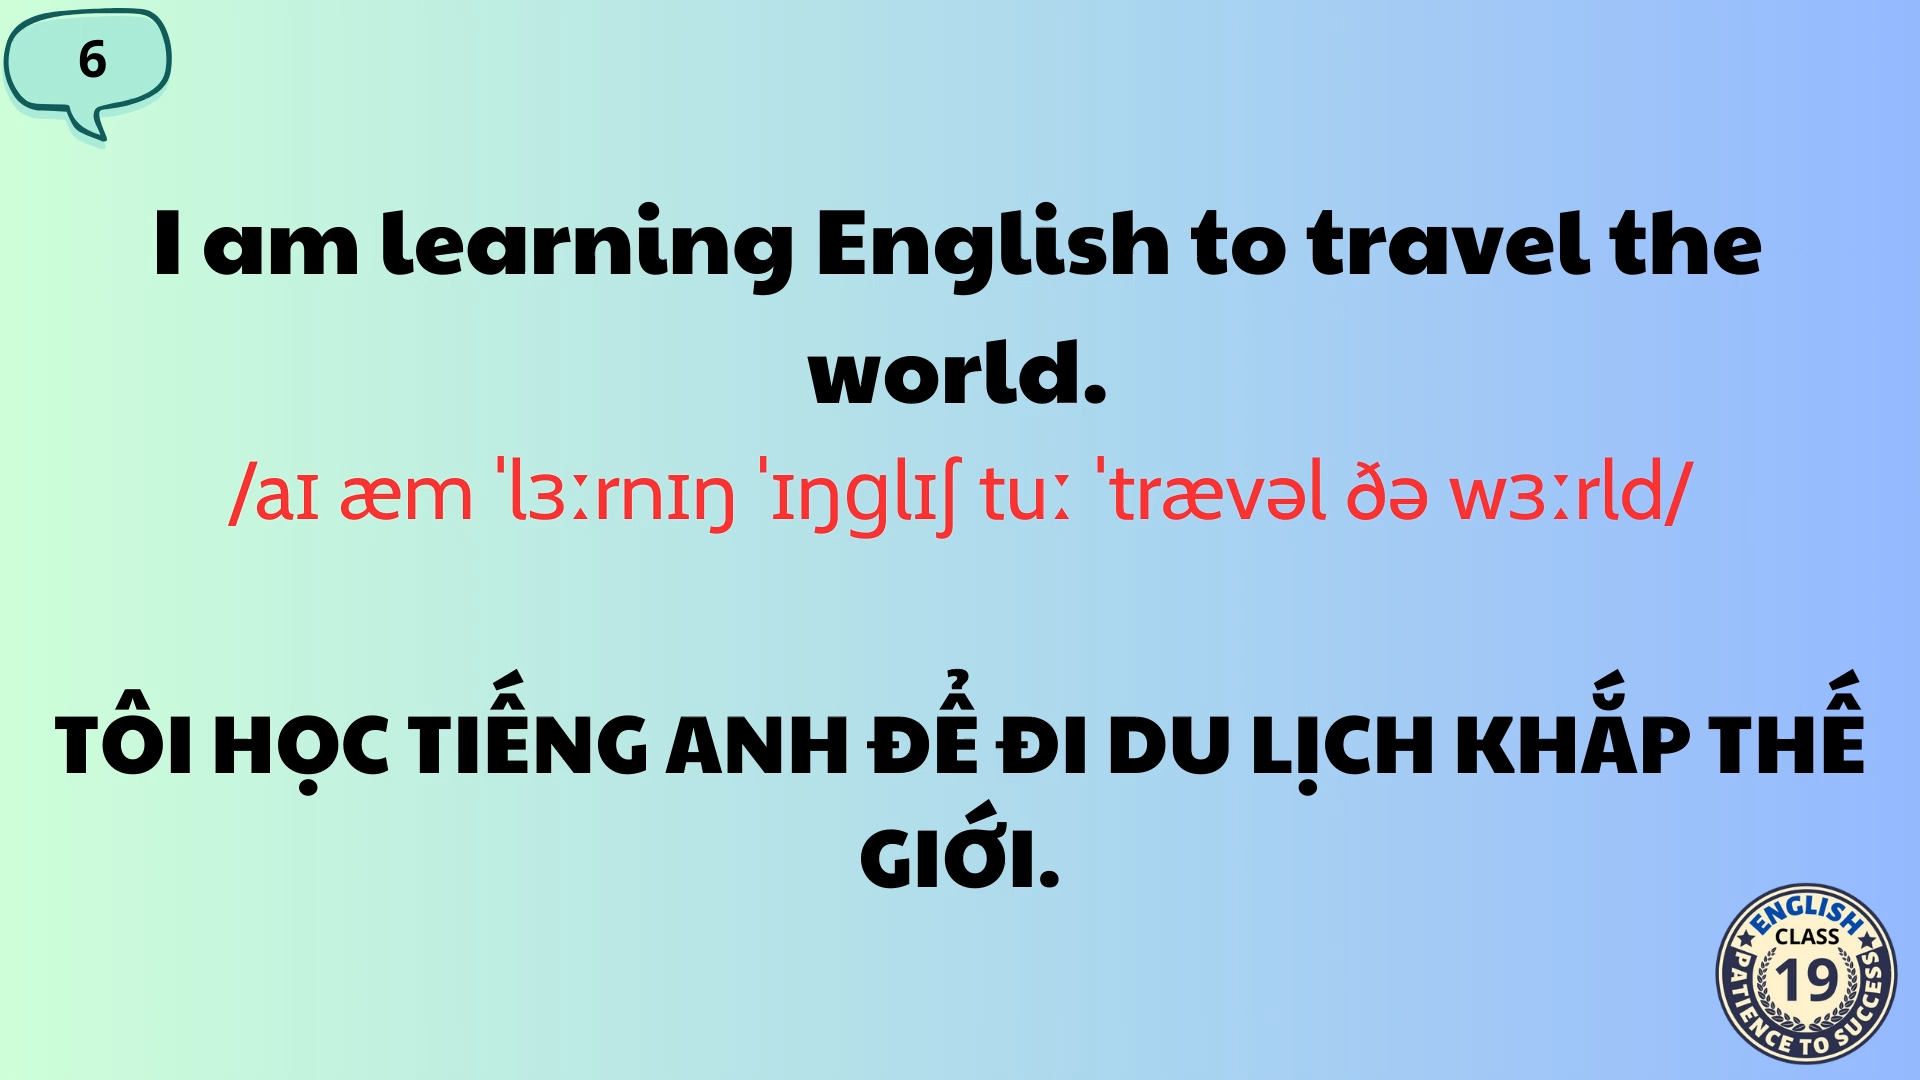 6
I am learning English to travel the
world.
/aɪ æm ˈlɜːrnɪŋ ˈɪŋglɪʃ tuː ˈtrævəl ðə wɜːrld/
TÔI HỌC TIẾNG ANH ĐỂ ĐI DU LỊCH KHẮP THẾ
GIỚI.
ENGLISH
CLASS
19
PATIENCE TO SUCCESS